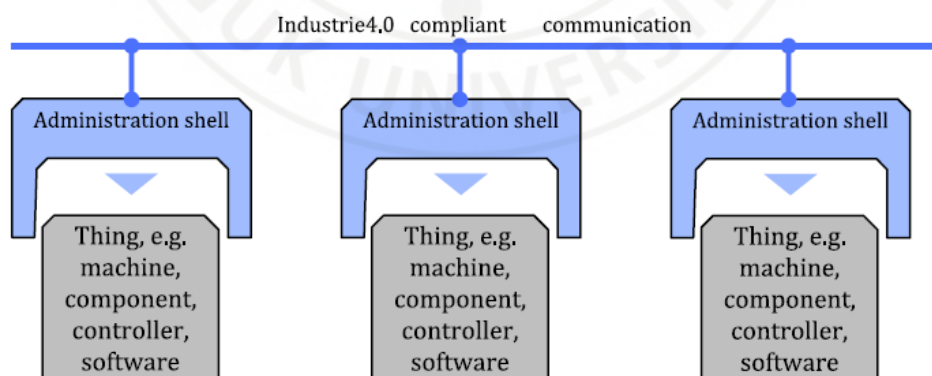 Industrie4.0 compliant communication
Administration shell
Administration shell
Administration shell
Thing, e.g.
machine,
component,
controller,
software
Thing, e.g.
machine,
component,
controller,
software
Thing, e.g.
machine,
component,
controller,
software